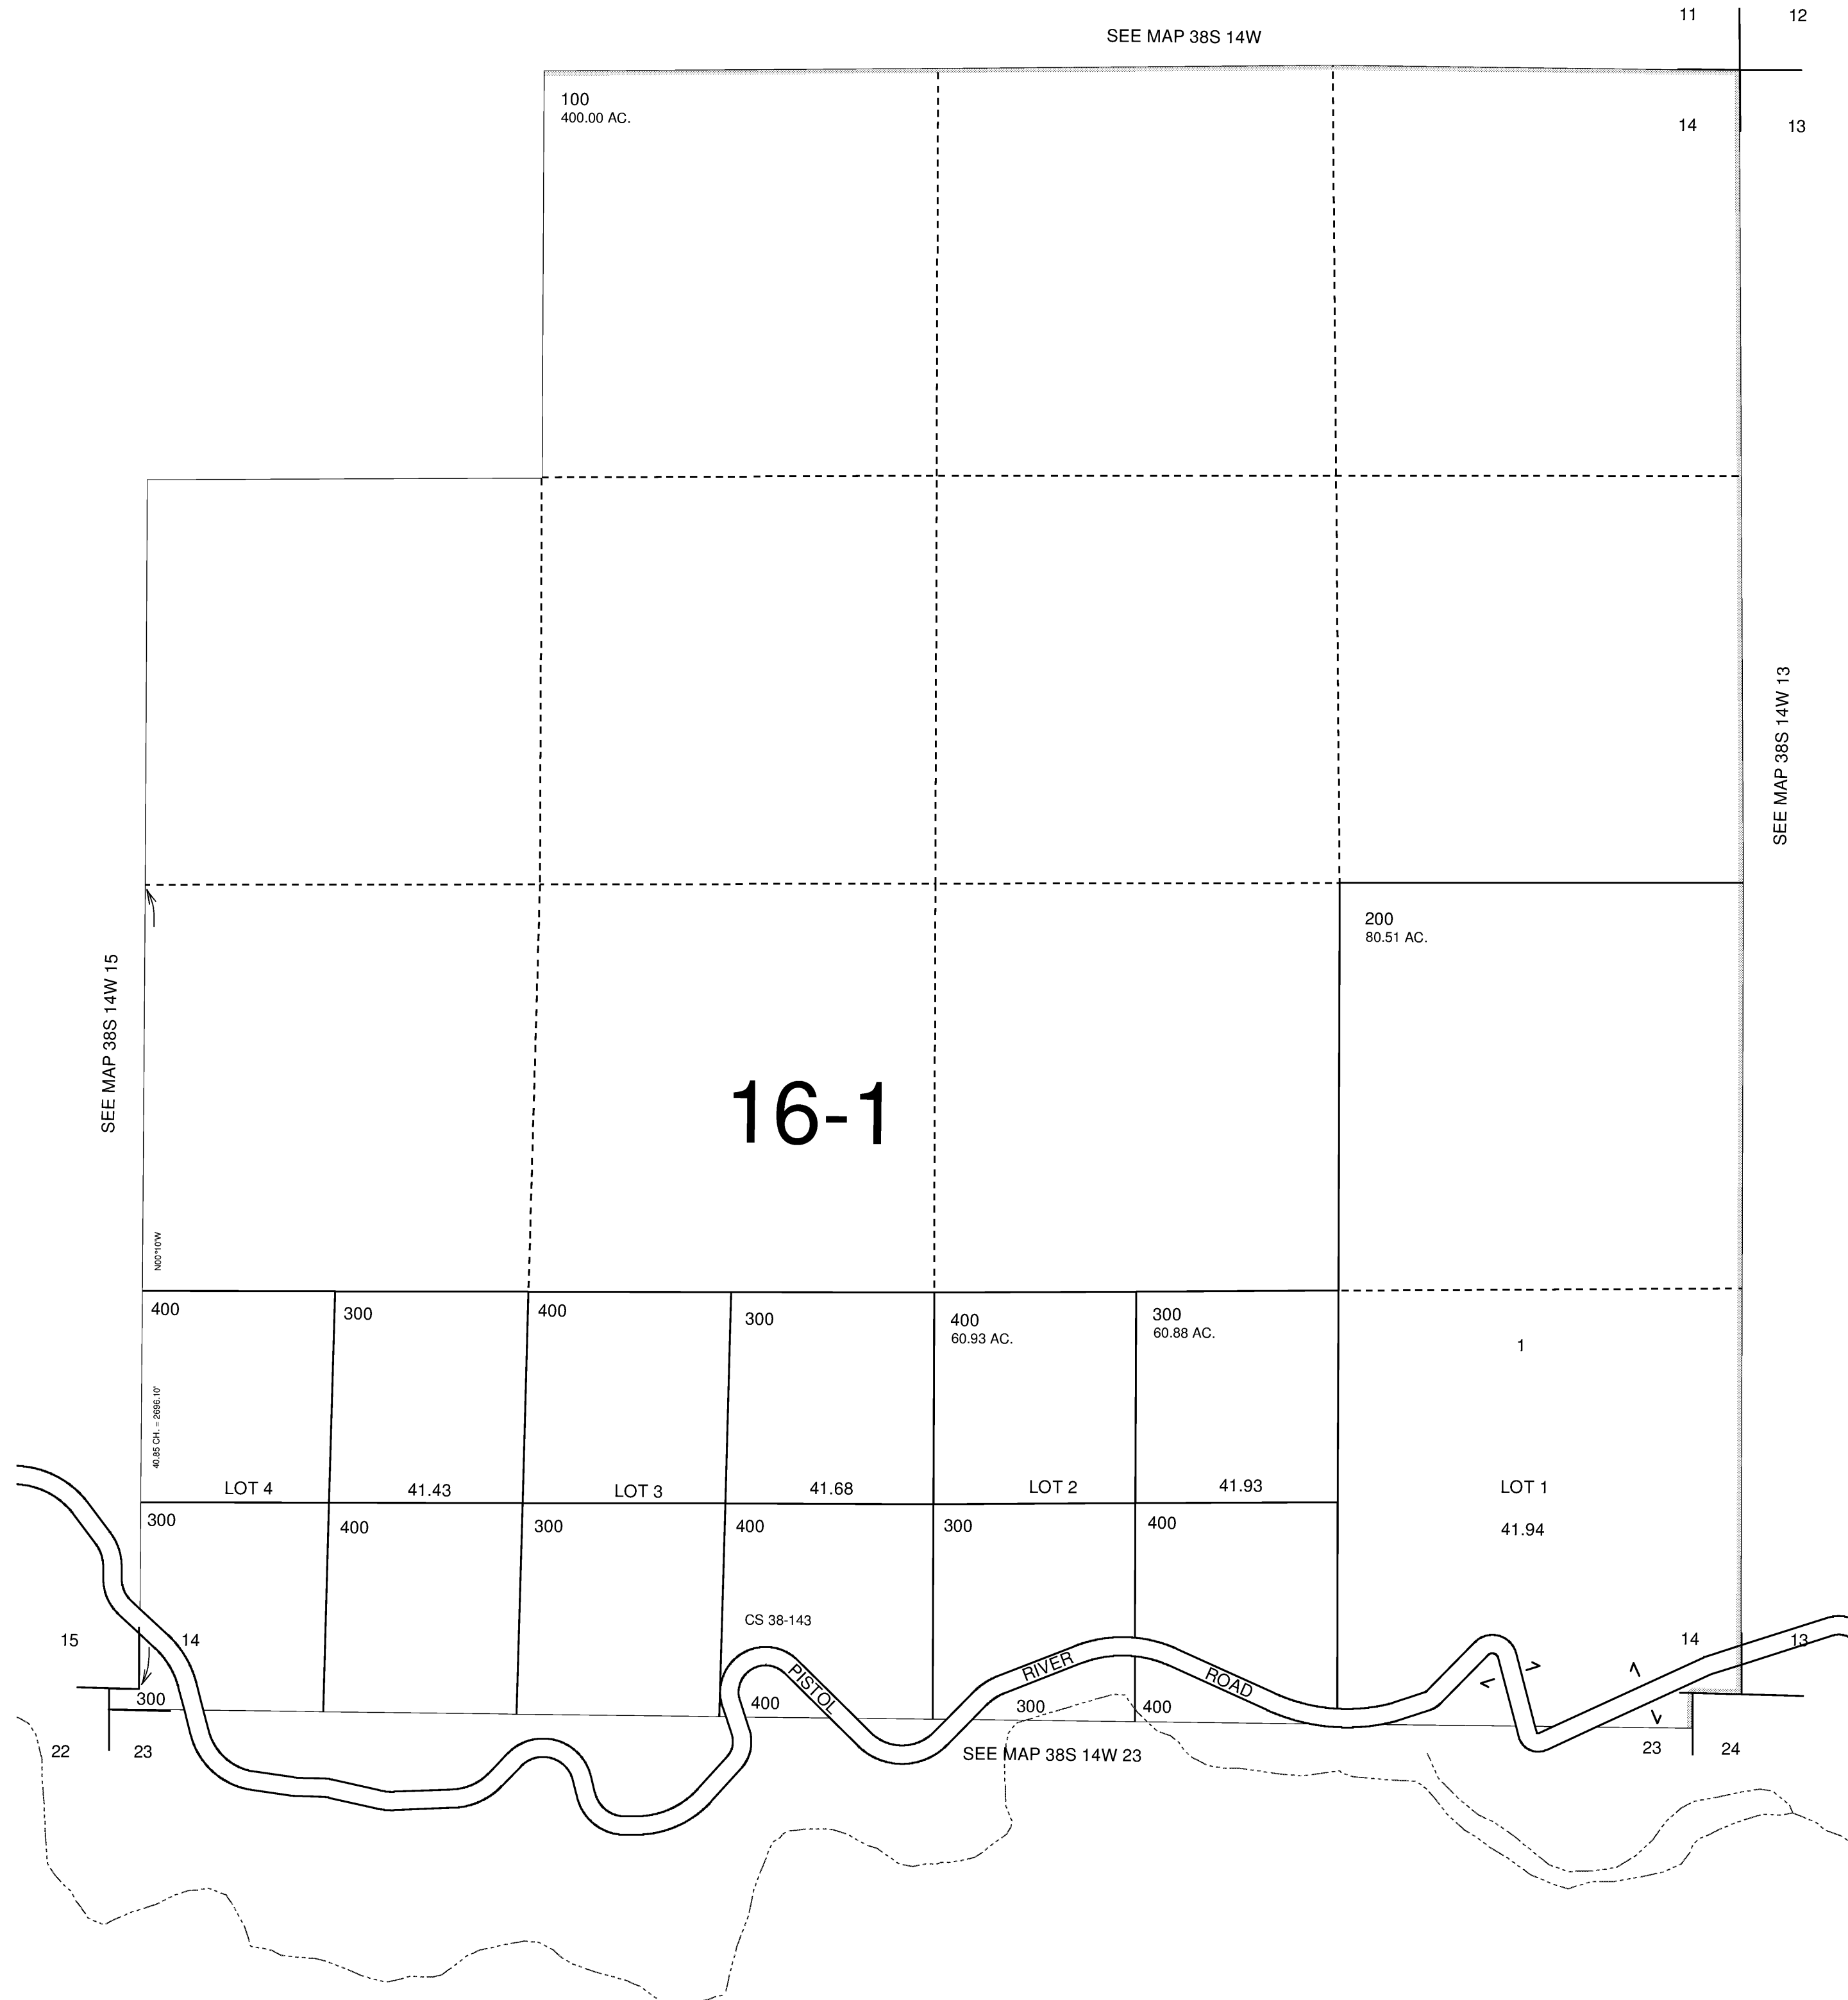 11 12
SEE MAP 38S 14W
100
400.00 AC.
14 13
SEE MAP 38S 14W 13
200
80.51 AC.
SEE MAP 38S 14W 15
16-1
N00°10'W
400 300 400 300 400 300
60.93 AC. 60.88 AC.
1
40.85 CH. = 2696.10'
LOT 4 41.43 LOT 3 41.68 LOT 2 41.93 LOT 1
300 400 300 400 300 400 41.94
CS 38-143
15 14 14 13
PISTOL RIVER ROAD
300 400 300 400
22 23 SEE MAP 38S 14W 23 23 24